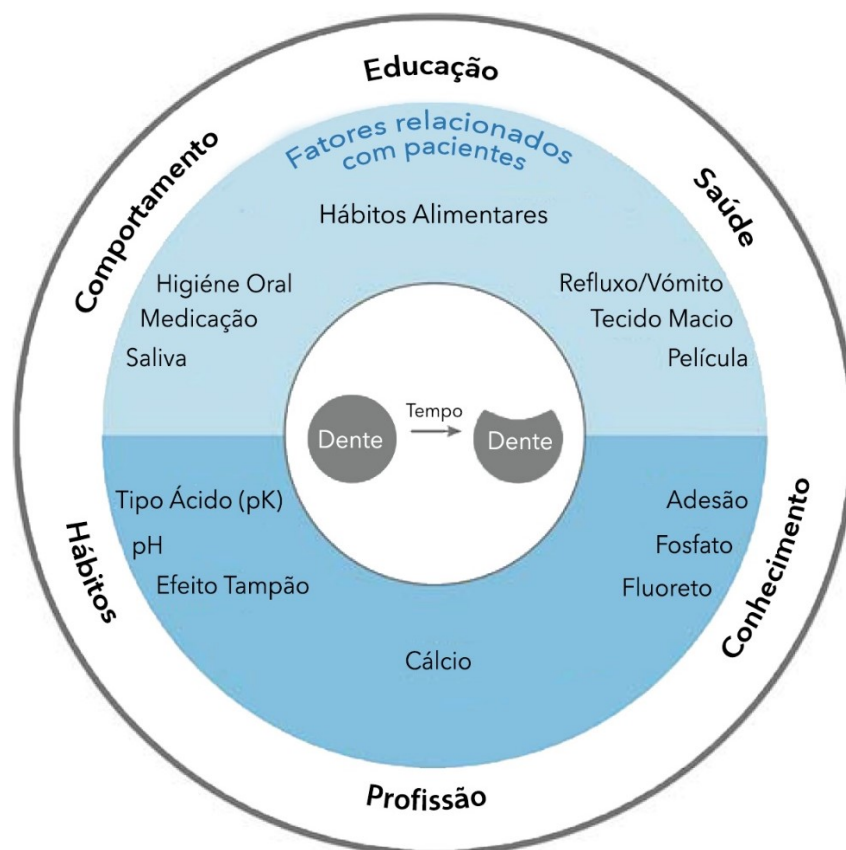 Educação
Comportamento
Saúde
Fatores relacionados
com pacientes
Hábitos Alimentares
Higiéne Oral
Medicação
Saliva
Refluxo/Vómito
Tecido Macio
Película
Tempo
Dente
Dente
Tipo Ácido (pK)
pH
Efeito Tampão
Adesão
Fosfato
Fluoreto
Cálcio
Hábitos
Conhecimento
Profissão